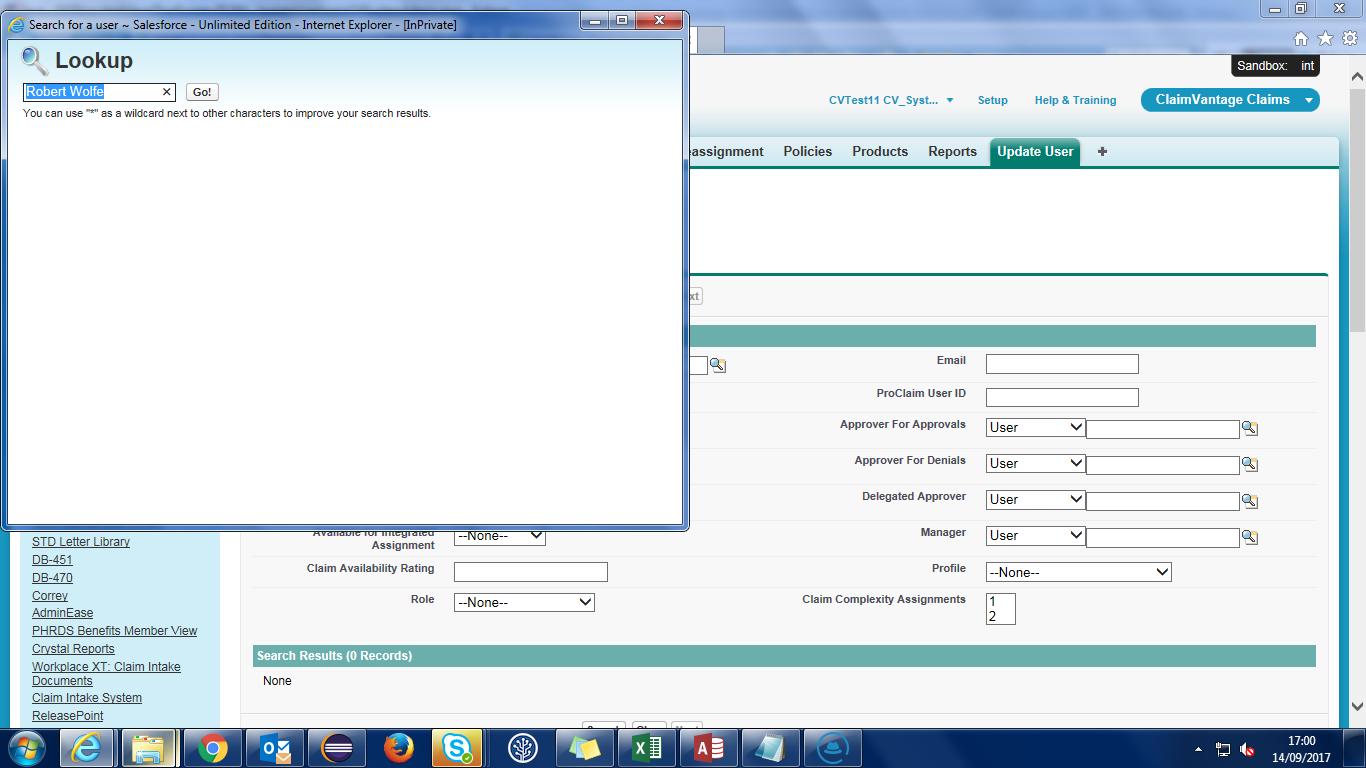 Search for a user ~ Salesforce - Unlimited Edition - Internet Explorer - [InPrivate]
Lookup
Robert Wolfe
Go!
You can use "*" as a wildcard next to other characters to improve your search results.
Sandbox: int
CVTest11 CV_Syst...
Setup
Help & Training
ClaimVantage Claims
eassignment
Policies
Products
Reports
Update User
xt
Email
ProClaim User ID
Approver For Approvals
User
Approver For Denials
User
Delegated Approver
User
Available for Integrated
Assignment
--None--
Manager
User
Claim Availability Rating
Profile
--None--
Role
--None--
Claim Complexity Assignments
1
2
Search Results (0 Records)
None
STD Letter Library
DB-451
DB-470
Correy
AdminEase
PHRDS Benefits Member View
Crystal Reports
Workplace XT: Claim Intake
Documents
Claim Intake System
ReleasePoint
17:00
14/09/2017